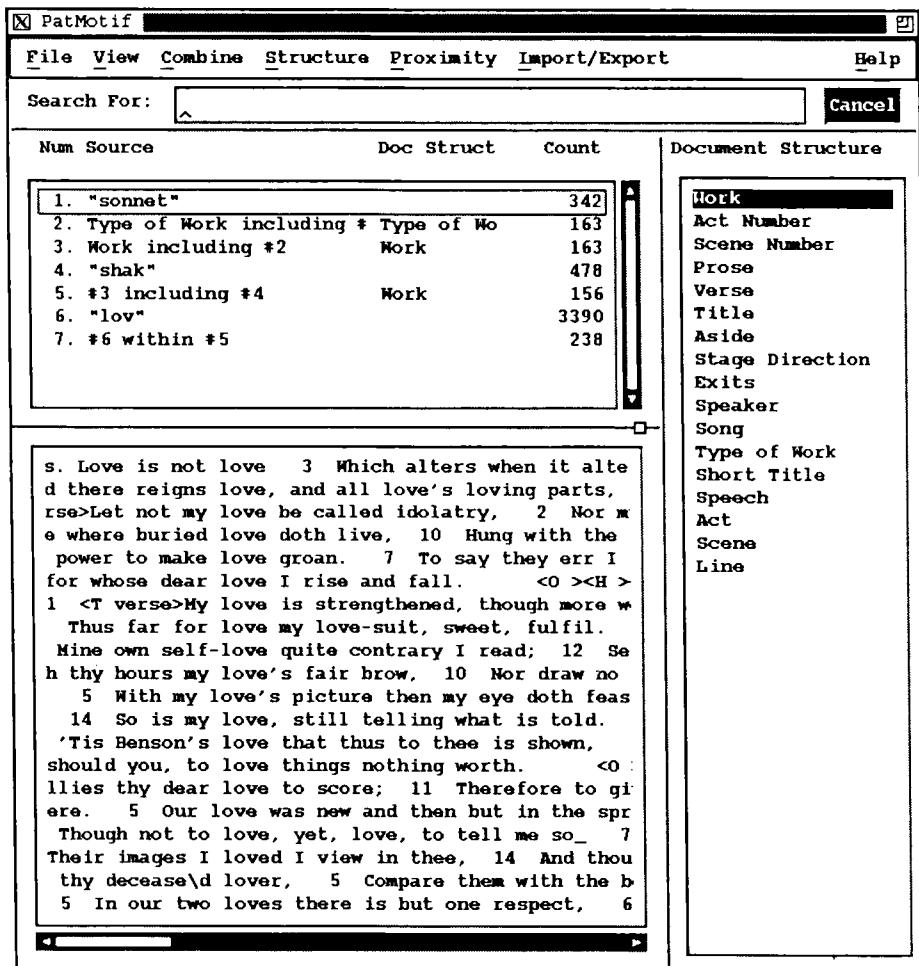 PatMotif
File View Combine Structure Proximity Import/Export Help
Search For: ^ Cancel
Num Source Doc Struct Count
1. "sonnet" 342
2. Type of Work including # Type of Wo 163
3. Work including #2 Work 163
4. "shak" 478
5. #3 including #4 Work 156
6. "lov" 3390
7. #6 within #5 238
s. Love is not love 3 Which alters when it alte
d there reigns love, and all love's loving parts,
rse>Let not my love be called idolatry, 2 Nor m
e where buried love doth live, 10 Hung with the
power to make love groan. 7 To say they err I
for whose dear love I rise and fall. <O ><H >
1 <T verse>My love is strengthened, though more w
Thus far for love my love-suit, sweet, fulfil.
Mine own self-love quite contrary I read; 12 Se
h thy hours my love's fair brow, 10 Nor draw no
5 With my love's picture then my eye doth feas
14 So is my love, still telling what is told.
'Tis Benson's love that thus to thee is shown,
should you, to love things nothing worth. <O
llies thy dear love to score; 11 Therefore to gi
ere. 5 Our love was new and then but in the spr
Though not to love, yet, love, to tell me so_ 7
Their images I loved I view in thee, 14 And thou
thy decease\d lover, 5 Compare them with the b
5 In our two loves there is but one respect, 6
Document Structure
Work
Act Number
Scene Number
Prose
Verse
Title
Aside
Stage Direction
Exits
Speaker
Song
Type of Work
Short Title
Speech
Act
Scene
Line